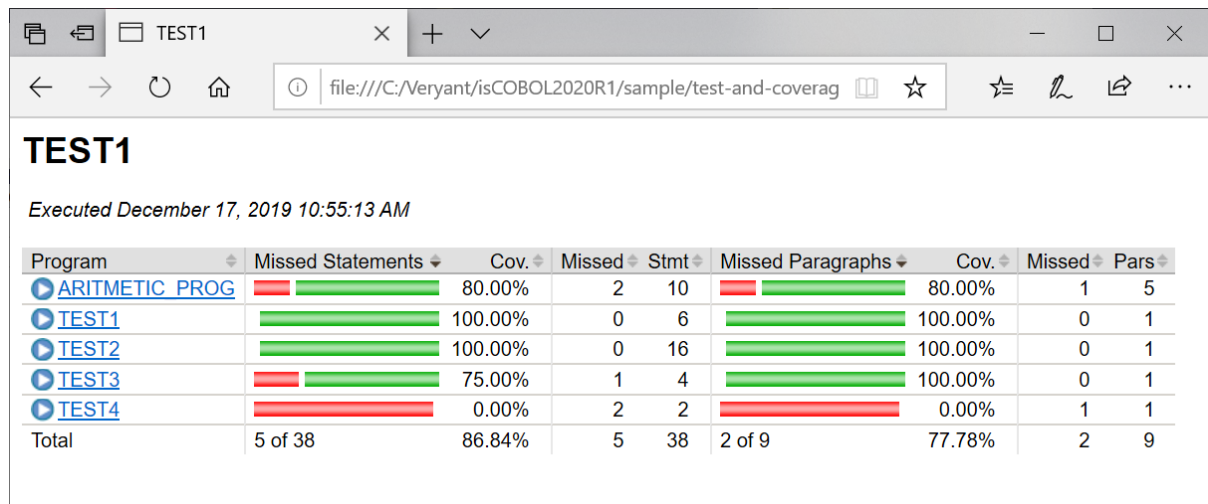 TEST1
file:///C:/Veryant/isCOBOL2020R1/sample/test-and-coverag
TEST1
Executed December 17, 2019 10:55:13 AM
Program Missed Statements Cov. Missed Stmt Missed Paragraphs Cov. Missed Pars
ARITMETIC_PROG 80.00% 2 10 80.00% 1 5
TEST1 100.00% 0 6 100.00% 0 1
TEST2 100.00% 0 16 100.00% 0 1
TEST3 75.00% 1 4 100.00% 0 1
TEST4 0.00% 2 2 0.00% 1 1
Total 5 of 38 86.84% 5 38 2 of 9 77.78% 2 9